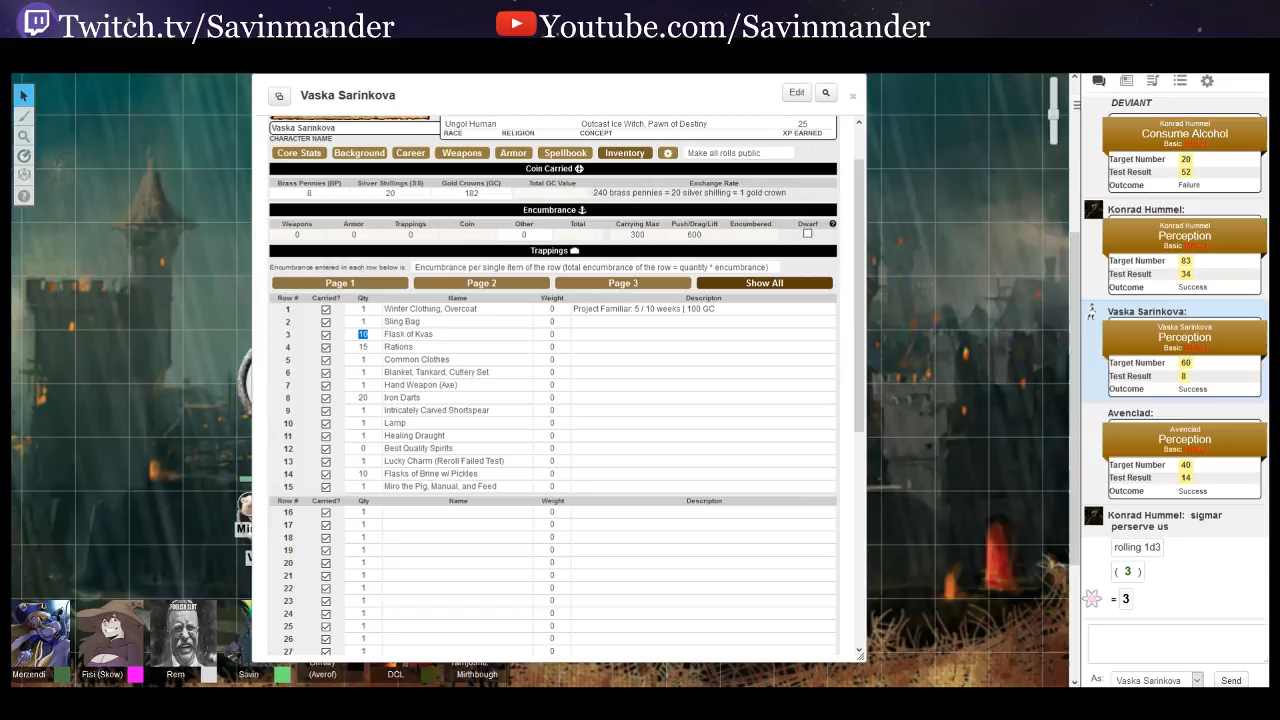 Twitch.tv/Savinmander
Youtube.com/Savinmander
Vaska Sarinkova
Edit
Vaska Sarinkova
CHARACTER NAME
Ungol Human
Outcast Ice Witch, Pawn of Destiny
25
RACE
RELIGION
CONCEPT
XP EARNED
Core Stats
Background
Career
Weapons
Armor
Spellbook
Inventory
Make all rolls public
Coin Carried
Brass Pennies (BP) Silver Shillings (SS) Gold Crowns (GC) Total GC Value Exchange Rate
8 20 182 240 brass pennies = 20 silver shilling = 1 gold crown
Encumbrance
Weapons Armor Trappings Coin Other Total Carrying Max Push/Drag/Lift Encumbered Dwarf
0 0 0 0 300 600
Trappings
Encumbrance entered in each row below is: Encumbrance per single item of the row (total encumbrance of the row = quantity * encumbrance)
Page 1 Page 2 Page 3 Show All
Row # Carried? Qty Name Weight Descripton
1 1 Winter Clothing, Overcoat 0 Project Familiar: 5 / 10 weeks | 100 GC
2 1 Sling Bag 0
3 10 Flask of Kvas 0
4 15 Rations 0
5 1 Common Clothes 0
6 1 Blanket, Tankard, Cutlery Set 0
7 1 Hand Weapon (Axe) 0
8 20 Iron Darts 0
9 1 Intricately Carved Shortspear 0
10 1 Lamp 0
11 1 Healing Draught 0
12 0 Best Quality Spirits 0
13 1 Lucky Charm (Reroll Failed Test) 0
14 10 Flasks of Brine w/ Pickles 0
15 1 Miro the Pig, Manual, and Feed 0
Row # Carried? Qty Name Weight Descripton
16 1 0
17 1 0
18 1 0
19 1 0
20 1 0
21 1 0
22 1 0
23 1 0
24 1 0
25 1 0
26 1 0
27 1 0
DEVIANT
Konrad Hummel
Consume Alcohol
Basic
Target Number 20
Test Result 52
Outcome Failure
Konrad Hummel:
Konrad Hummel
Perception
Basic
Target Number 83
Test Result 34
Outcome Success
Vaska Sarinkova:
Vaska Sarinkova
Perception
Basic
Target Number 60
Test Result 8
Outcome Success
Avenclad:
Avenclad
Perception
Basic
Target Number 40
Test Result 14
Outcome Success
Konrad Hummel: sigmar
perserve us
rolling 1d3
( 3 )
= 3
As: Vaska Sarinkova Send
FOOLISH SLUT
Merzendi
Fisi (Skow)
Rem
Savin
(Averof)
DCL
Mirthbough